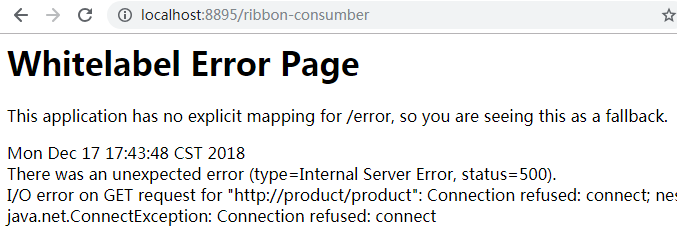 localhost:8895/ribbon-consumber
Whitelabel Error Page
This application has no explicit mapping for /error, so you are seeing this as a fallback.
Mon Dec 17 17:43:48 CST 2018
There was an unexpected error (type=Internal Server Error, status=500).
I/O error on GET request for "http://product/product": Connection refused: connect; nes
java.net.ConnectException: Connection refused: connect